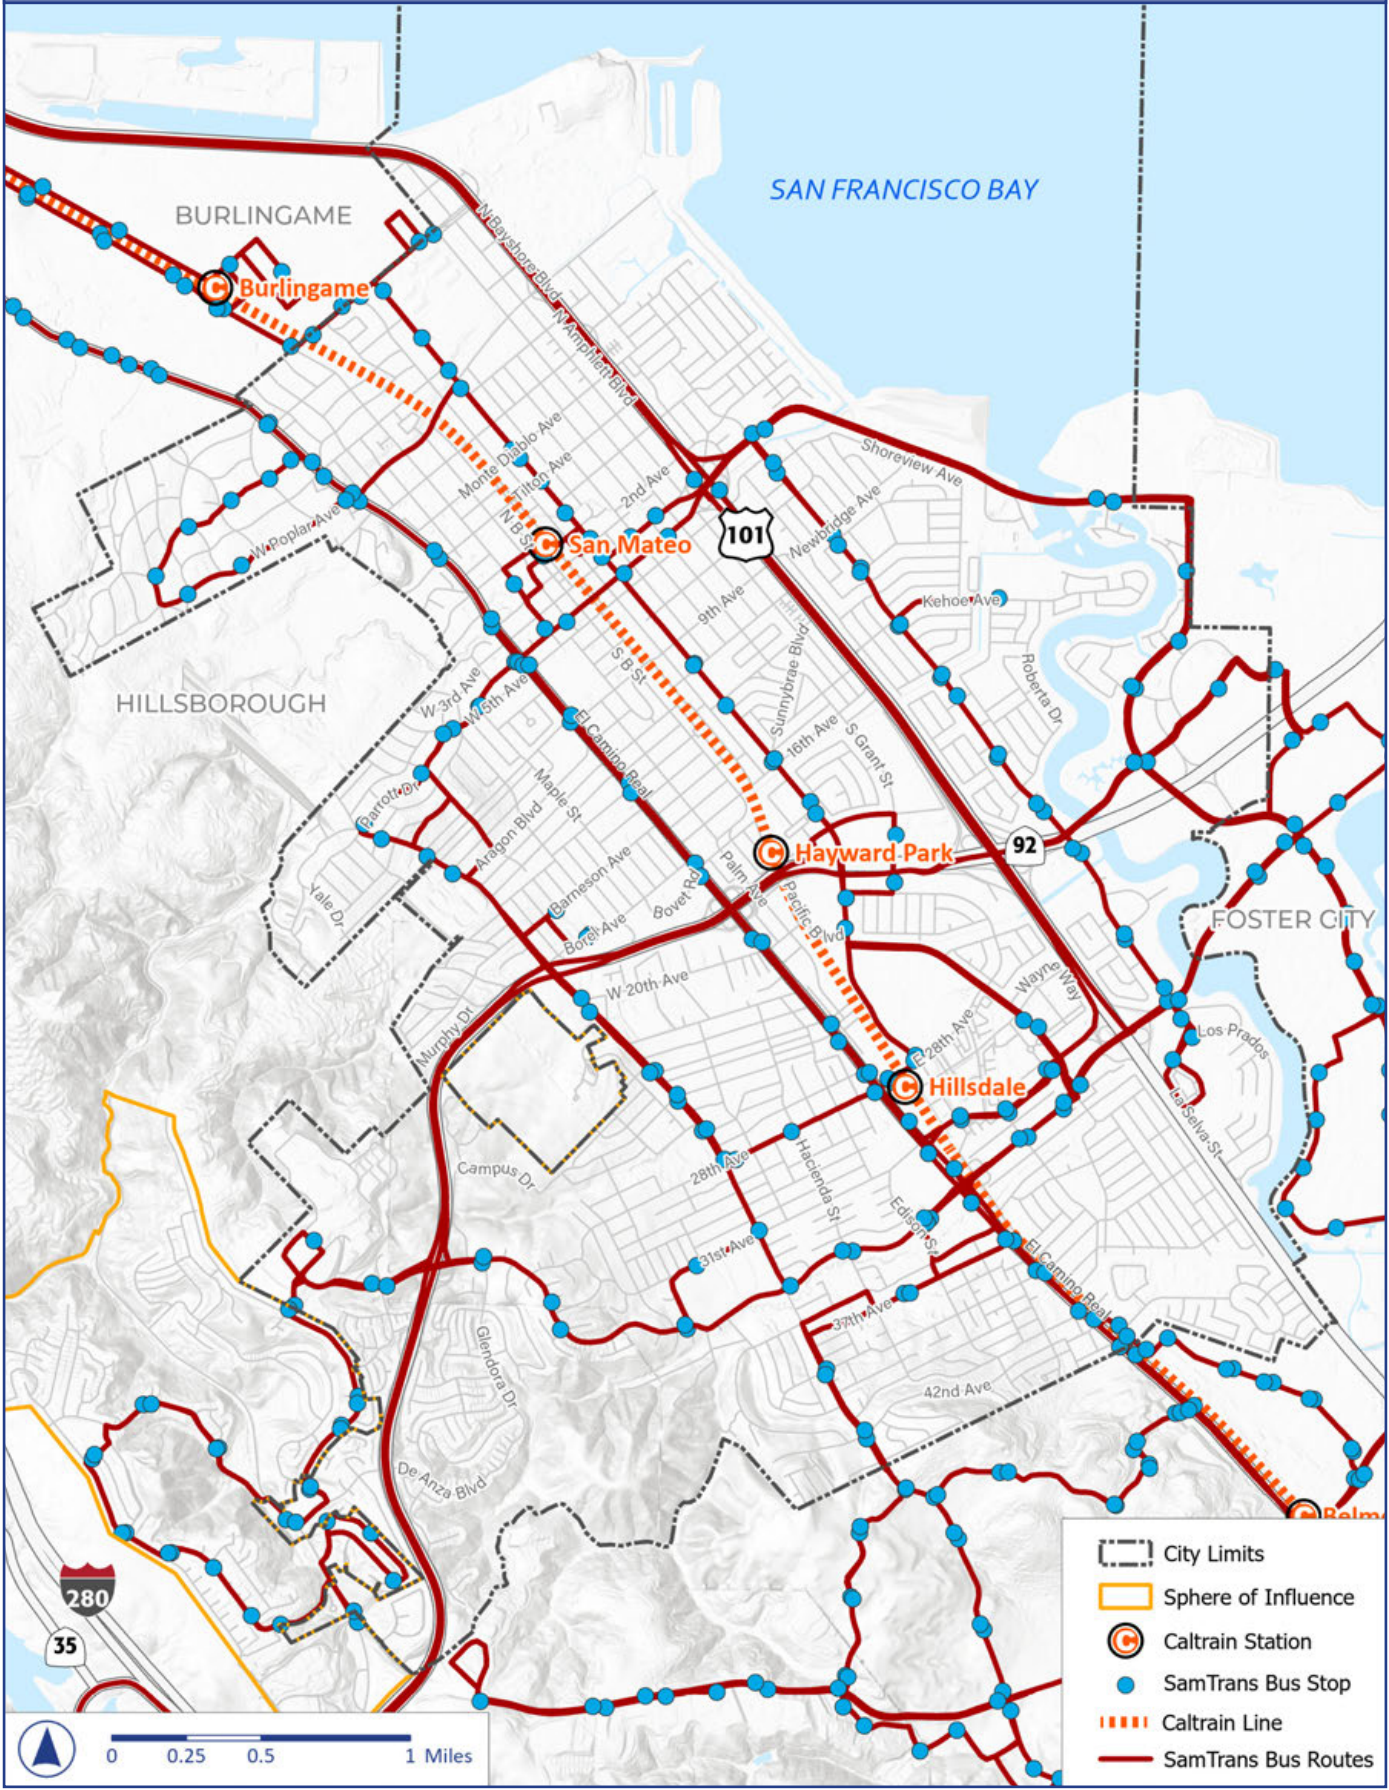 SAN FRANCISCO BAY
BURLINGAME
Burlingame
N Bayshore Blvd
N Amphlett Blvd
Monte Diablo Ave
Tilton Ave
2nd Ave
Shoreview Ave
N B St
W Poplar Ave
San Mateo
101
Newbridge Ave
Kehoe Ave
9th Ave
S B St
Sunnybrae Blvd
Roberta Dr
HILLSBOROUGH
W 3rd Ave
W 5th Ave
El Camino Real
16th Ave
S Grant St
Parrott Dr
Maple St
Aragon Blvd
Hayward Park
92
Barneson Ave
Bovet Rd
Palm Ave
Pacific Blvd
Yale Dr
Borel Ave
FOSTER CITY
W 20th Ave
Wayne Way
Murphy Dr
E 28th Ave
Los Prados
Hillsdale
La Selva St
Campus Dr
28th Ave
Hacienda St
Edison St
31st Ave
El Camino Real
37th Ave
Glendora Dr
42nd Ave
De Anza Blvd
280
35
Belm
City Limits
Sphere of Influence
Caltrain Station
SamTrans Bus Stop
Caltrain Line
SamTrans Bus Routes
0 0.25 0.5 1 Miles